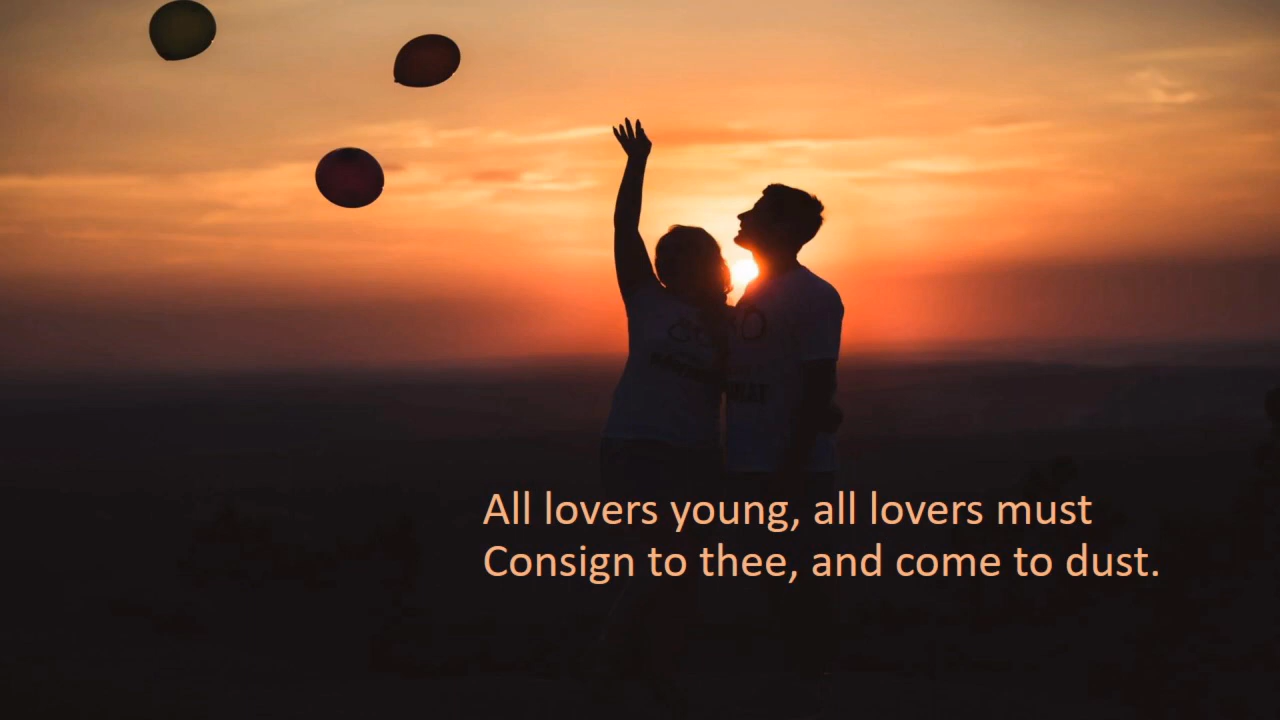 All lovers young, all lovers must
Consign to thee, and come to dust.